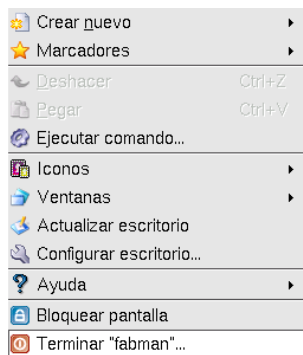 Crear nuevo
Marcadores
Deshacer Ctrl+Z
Pegar Ctrl+V
Ejecutar comando...
Iconos
Ventanas
Actualizar escritorio
Configurar escritorio...
Ayuda
Bloquear pantalla
Terminar "fabman"...